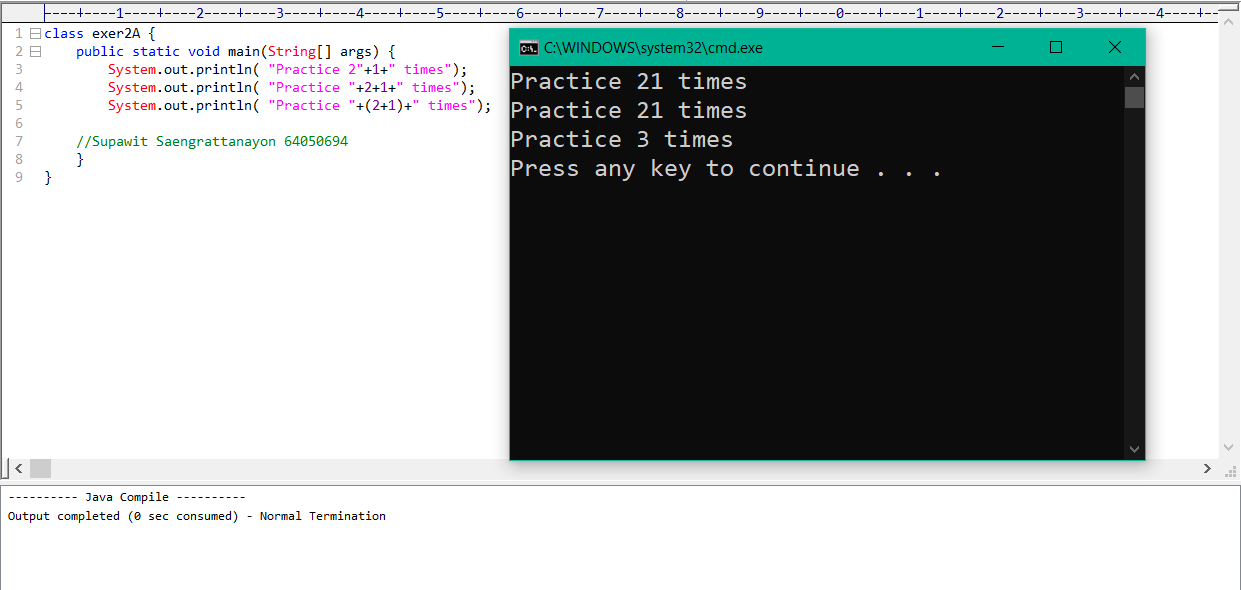 |----+----1----+----2----+----3----+----4----+----5----+----6----+----7----+----8----+----9----+----0----+----1----+----2----+----3----+----4----+--
1 class exer2A {
2     public static void main(String[] args) {
3         System.out.println( "Practice 2"+1+" times");
4         System.out.println( "Practice "+2+1+" times");
5         System.out.println( "Practice "+(2+1)+" times");
6
7     //Supawit Saengrattanayon 64050694
8     }
9 }
C:\WINDOWS\system32\cmd.exe
Practice 21 times
Practice 21 times
Practice 3 times
Press any key to continue . . .
---------- Java Compile ----------
Output completed (0 sec consumed) - Normal Termination